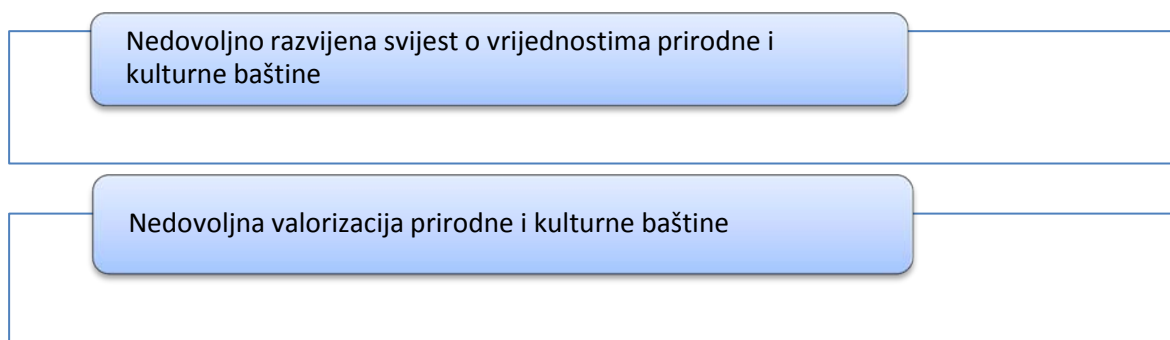 Nedovoljno razvijena svijest o vrijednostima prirodne i
kulturne baštine
Nedovoljna valorizacija prirodne i kulturne baštine